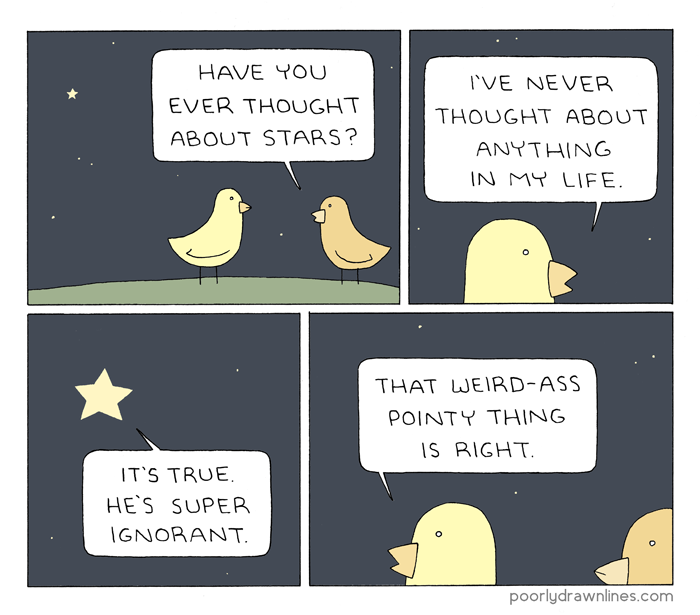 HAVE YOU
EVER THOUGHT
ABOUT STARS?
I'VE NEVER
THOUGHT ABOUT
ANYTHING
IN MY LIFE.
IT'S TRUE.
HE'S SUPER
IGNORANT.
THAT WEIRD-ASS
POINTY THING
IS RIGHT.
poorlydrawnlines.com